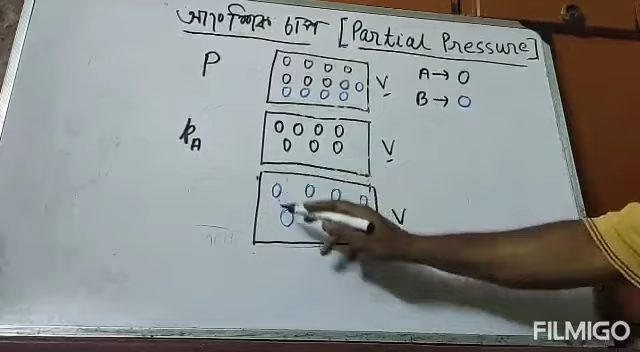 আংশিক চাপ [Partial Pressure]
P V A→ O
B → O
P_A V
V
FILMIGO